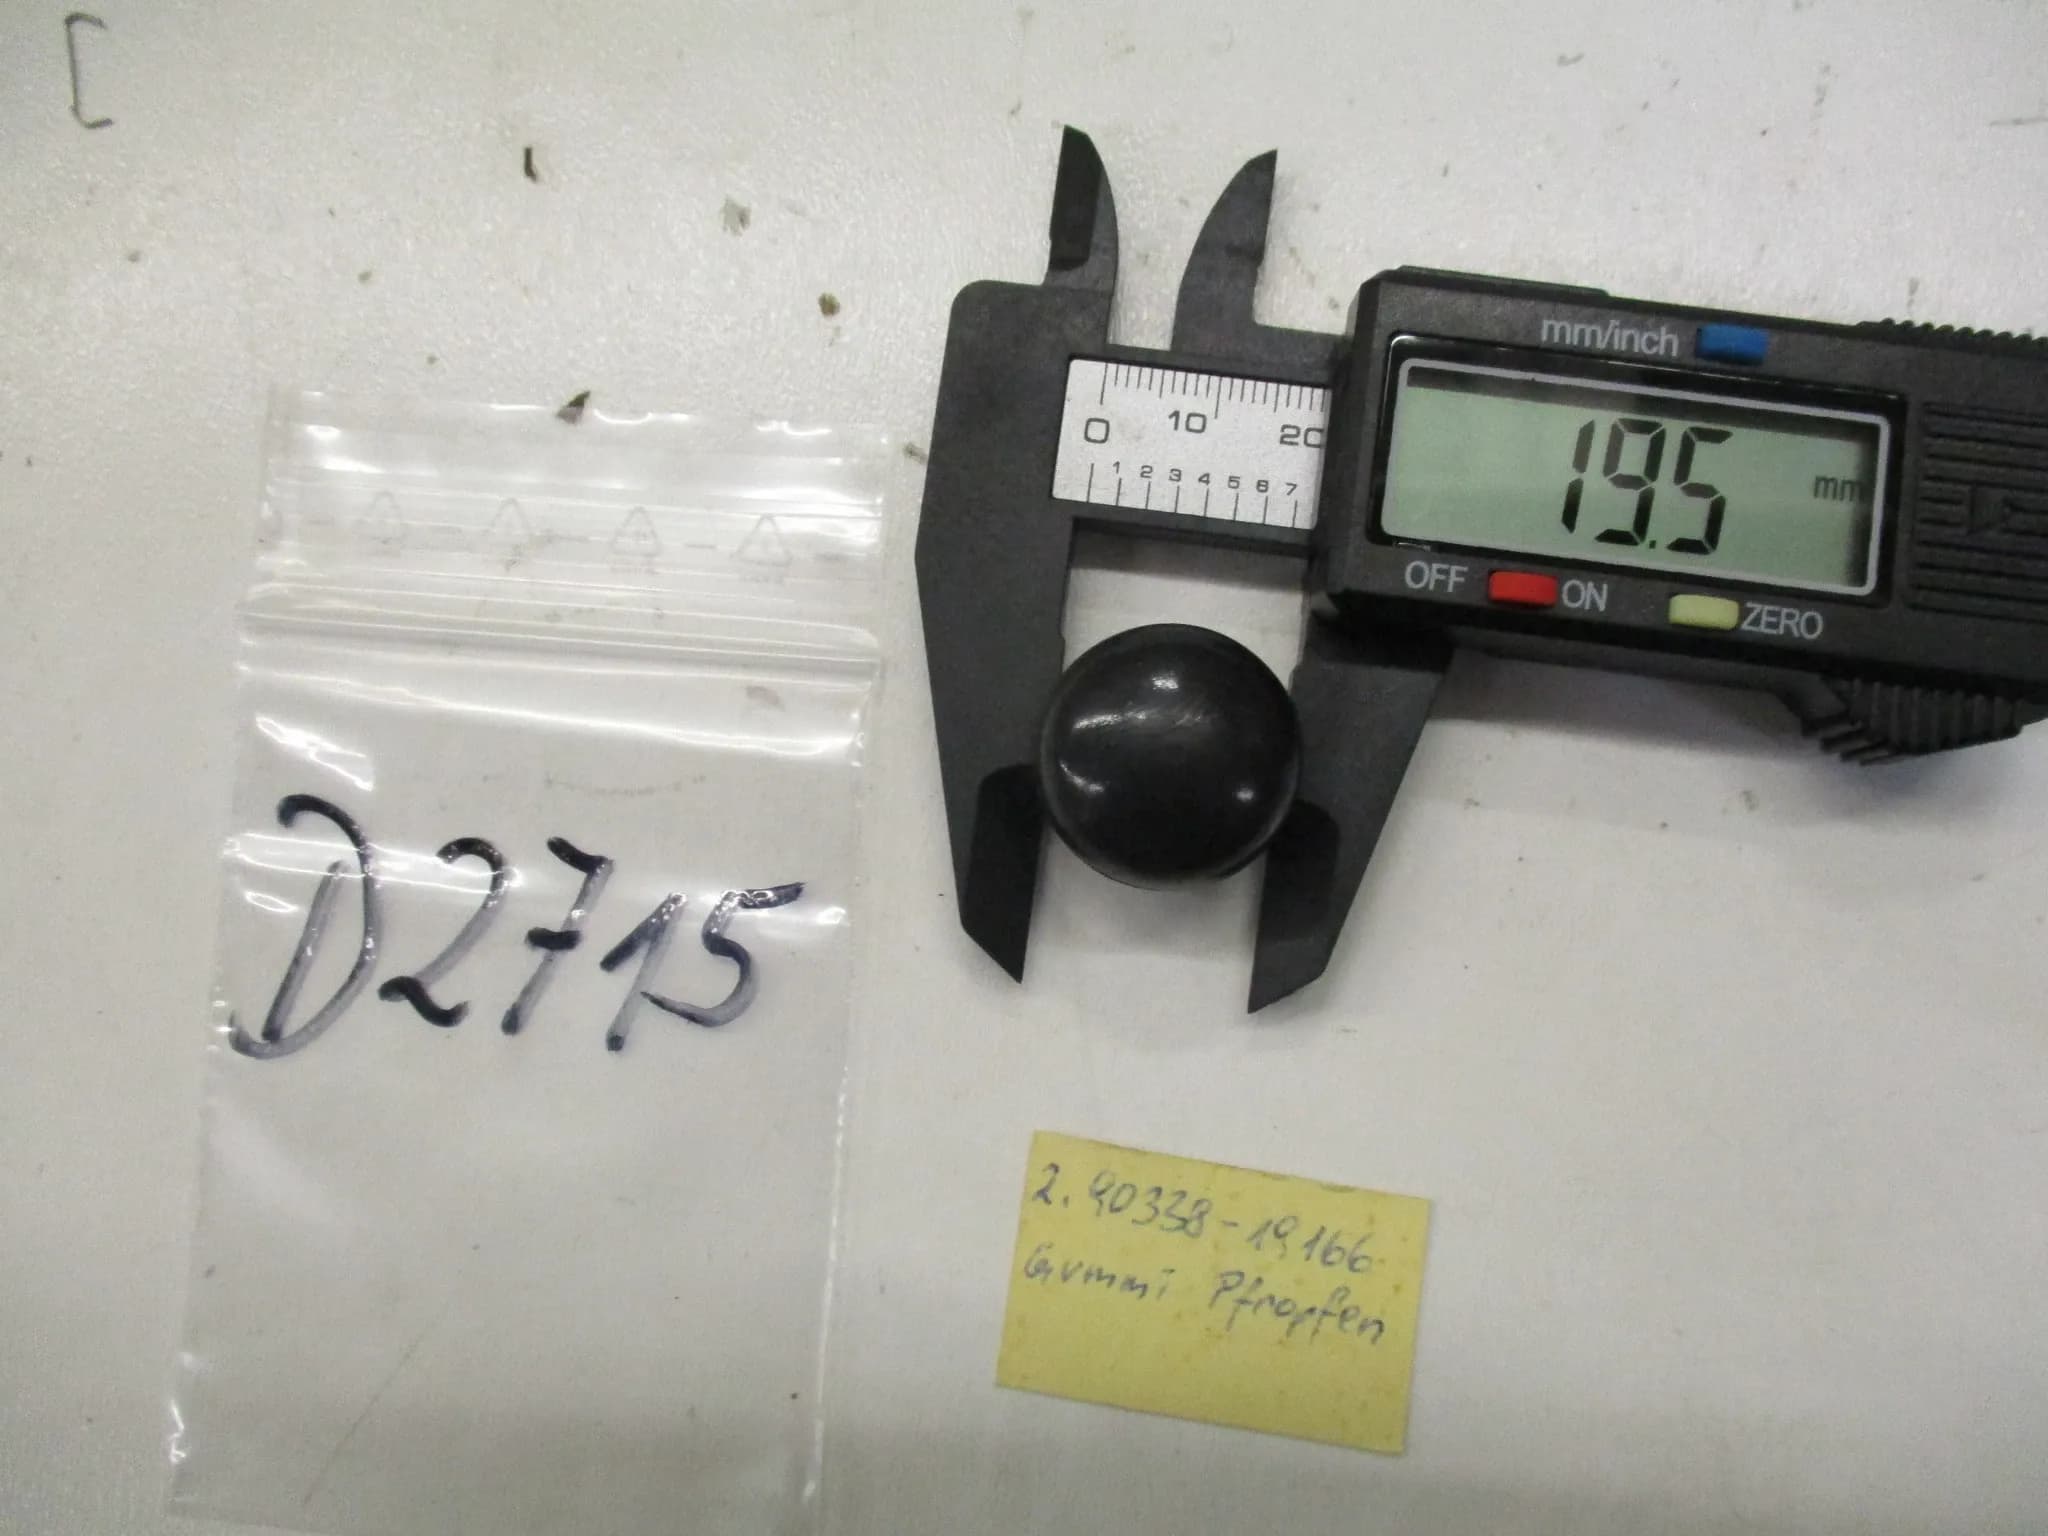 mm/inch
0 10 20
1 2 3 4 5 6 7
19.5 mm
OFF ON ZERO
D2715
2. 90338-19166
Gummi Pfropfen